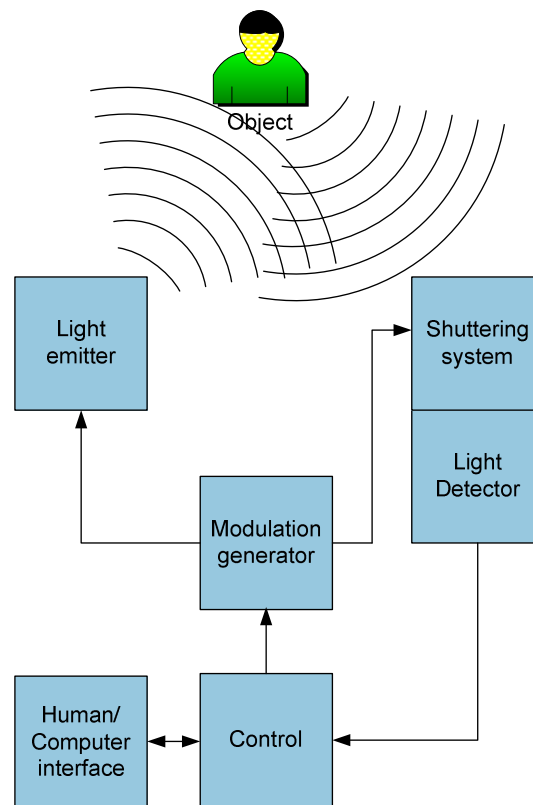 Object
Light
emitter
Shuttering
system
Light
Detector
Modulation
generator
Human/
Computer
interface
Control